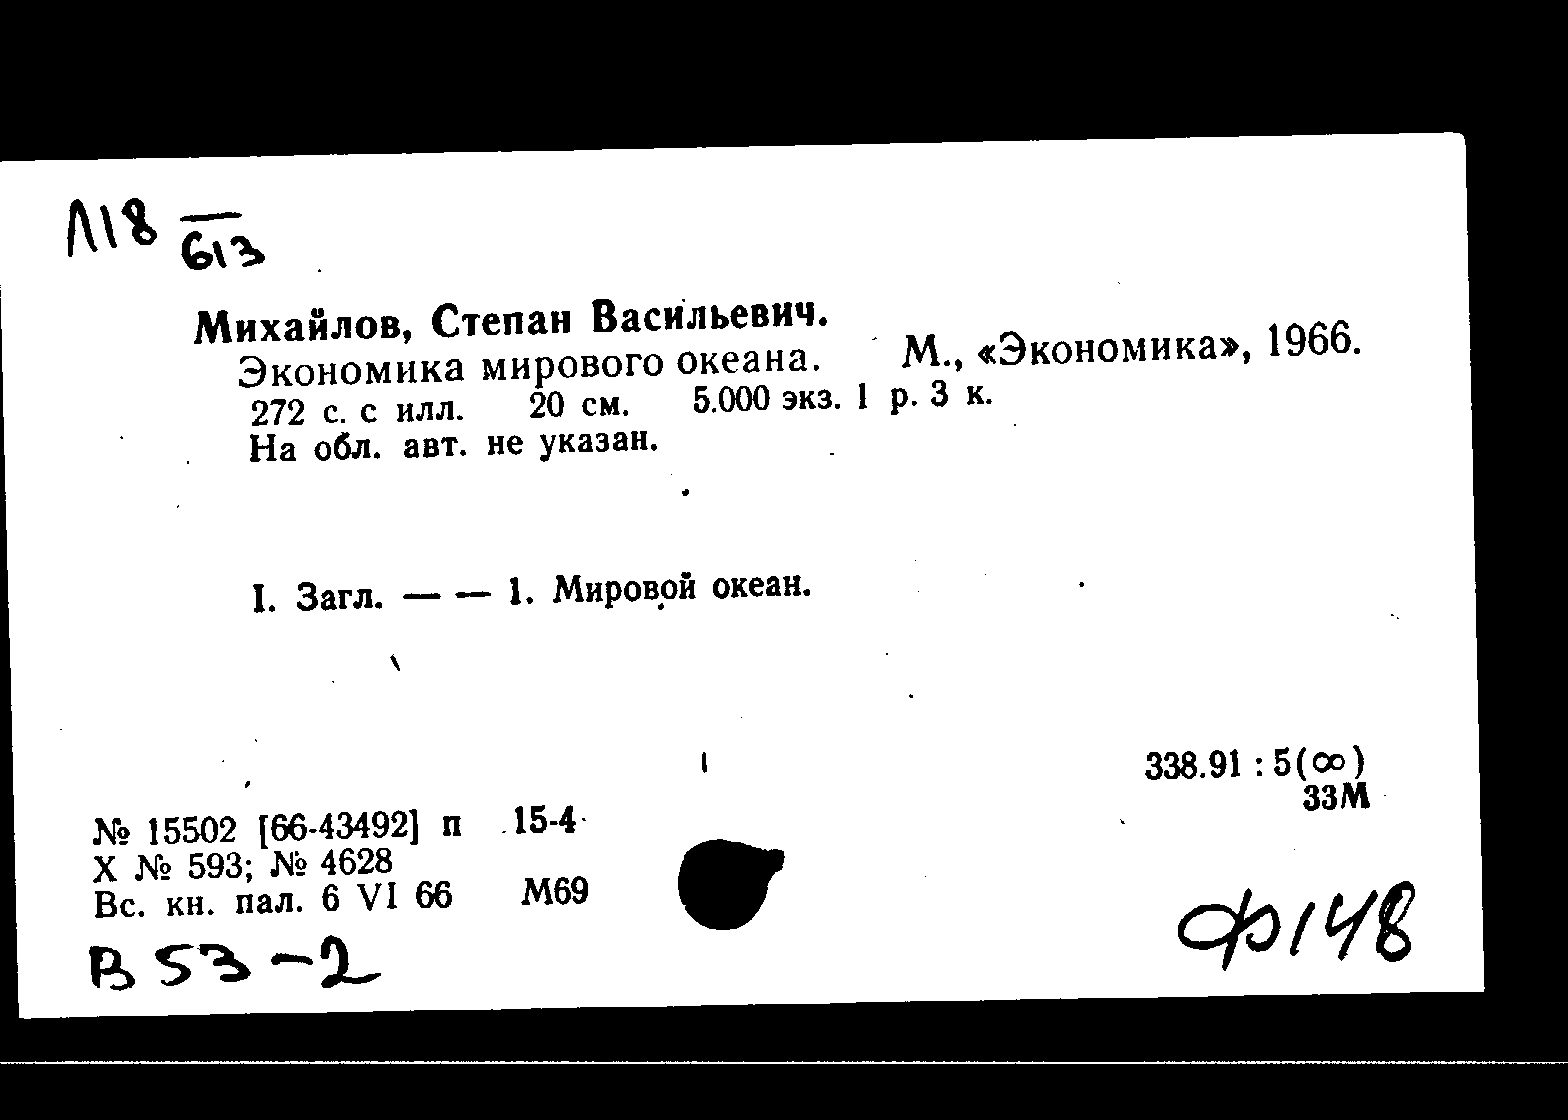 Л18 —
613
Михайлов, Степан Васильевич.
Экономика мирового океана. М., «Экономика», 1966.
272 с. с илл. 20 см. 5.000 экз. 1 р. 3 к.
На обл. авт. не указан.
I. Загл. — — 1. Мировой океан.
338.91 : 5(∞)
33М
№ 15502 [66-43492] п 15-4
Х № 593; № 4628
Вс. кн. пал. 6 VI 66 М69
В 53-2
Ф148